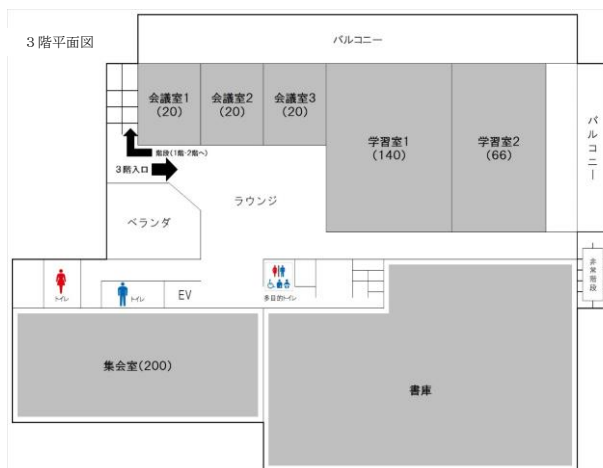 3階平面図
バルコニー
会議室1
(20)
会議室2
(20)
会議室3
(20)
学習室1
(140)
学習室2
(66)
バルコニー
階段(1階・2階へ)
3階入口
ラウンジ
ベランダ
非常階段
トイレ
トイレ
EV
多目的トイレ
集会室(200)
書庫